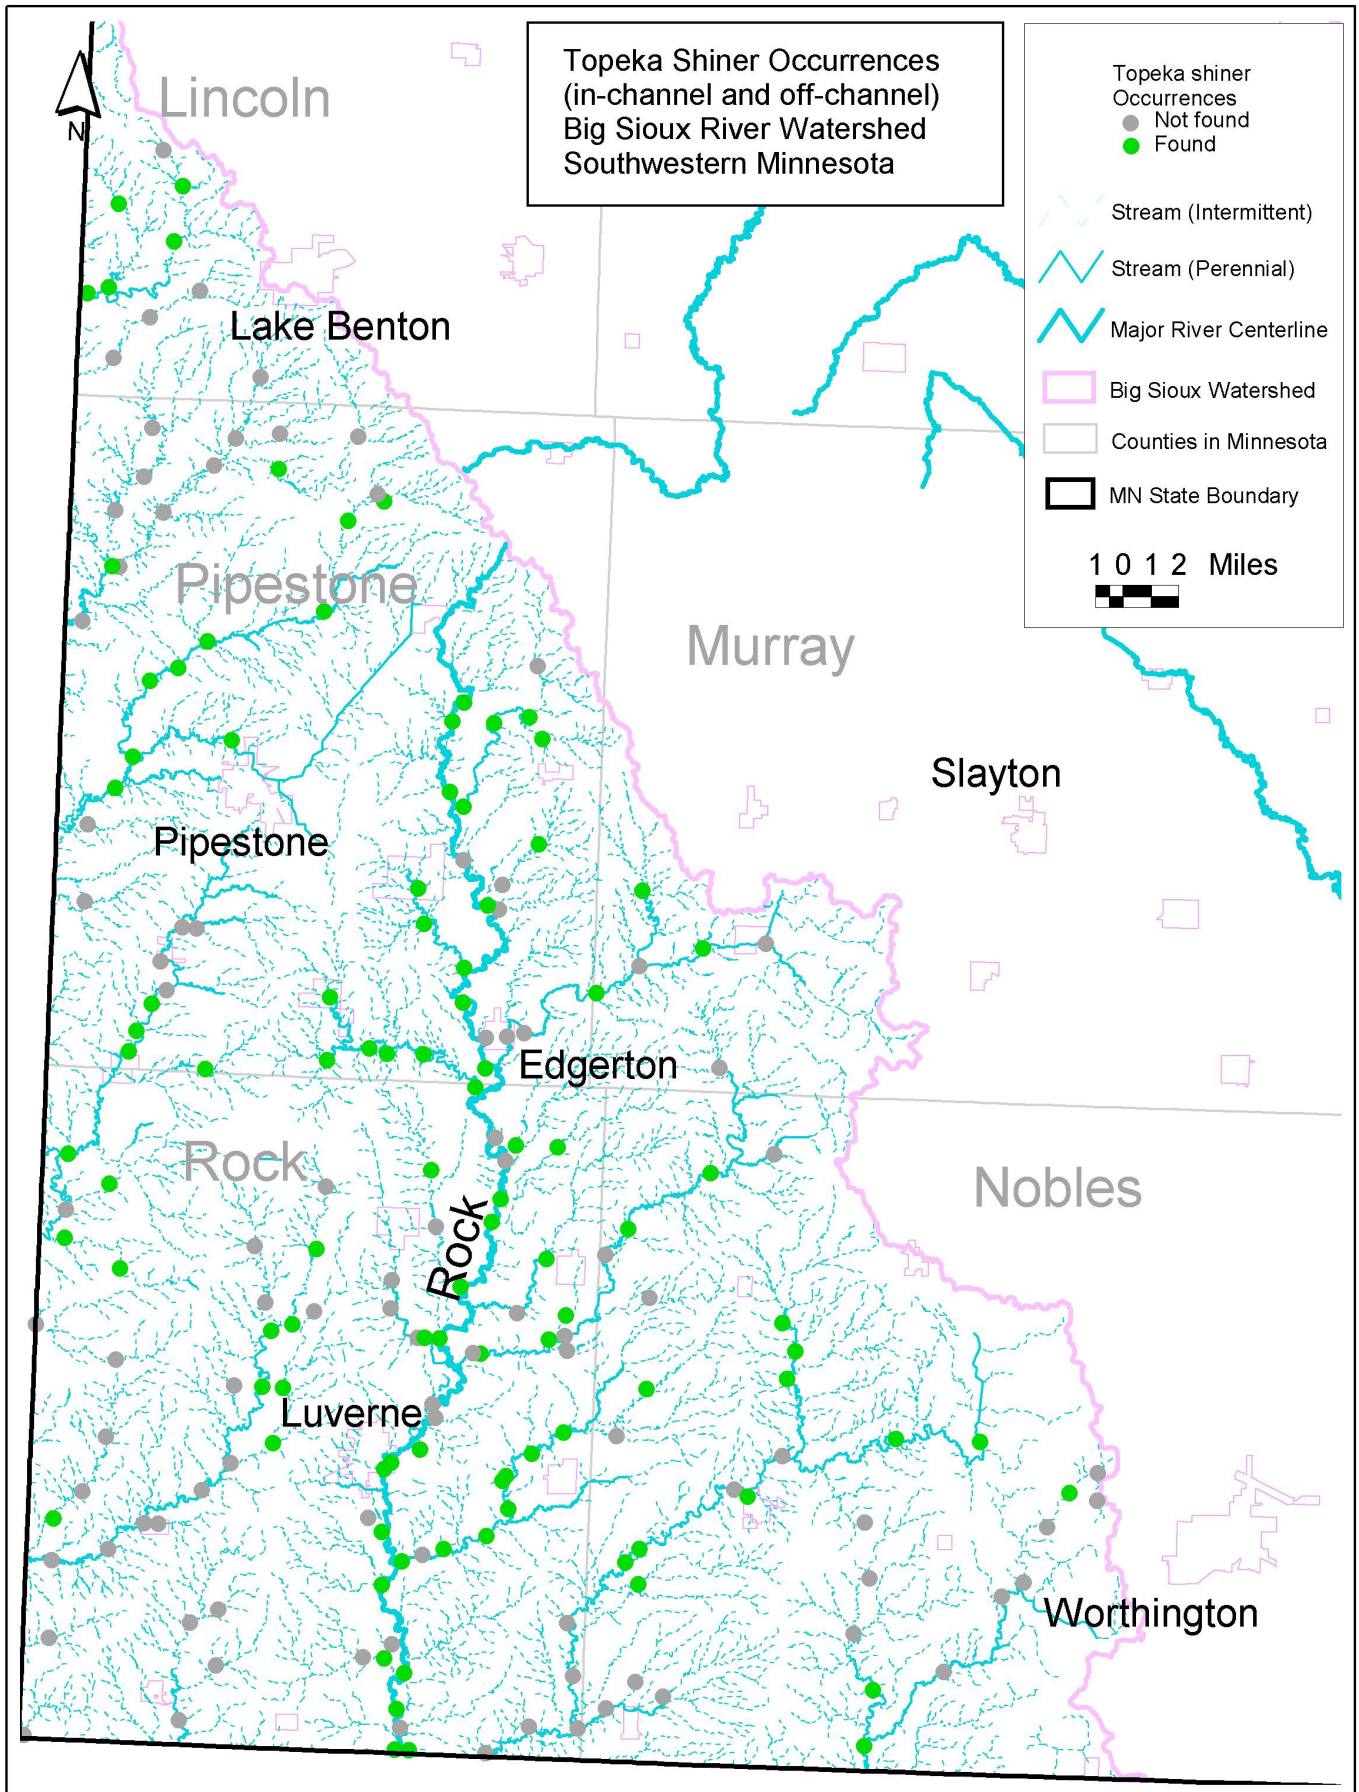 Topeka Shiner Occurrences
(in-channel and off-channel)
Big Sioux River Watershed
Southwestern Minnesota
Topeka shiner
Occurrences
Not found
Found
Stream (Intermittent)
Stream (Perennial)
Major River Centerline
Big Sioux Watershed
Counties in Minnesota
MN State Boundary
1 0 1 2 Miles
N
Lincoln
Lake Benton
Pipestone
Murray
Slayton
Pipestone
Edgerton
Rock
Rock
Nobles
Luverne
Worthington